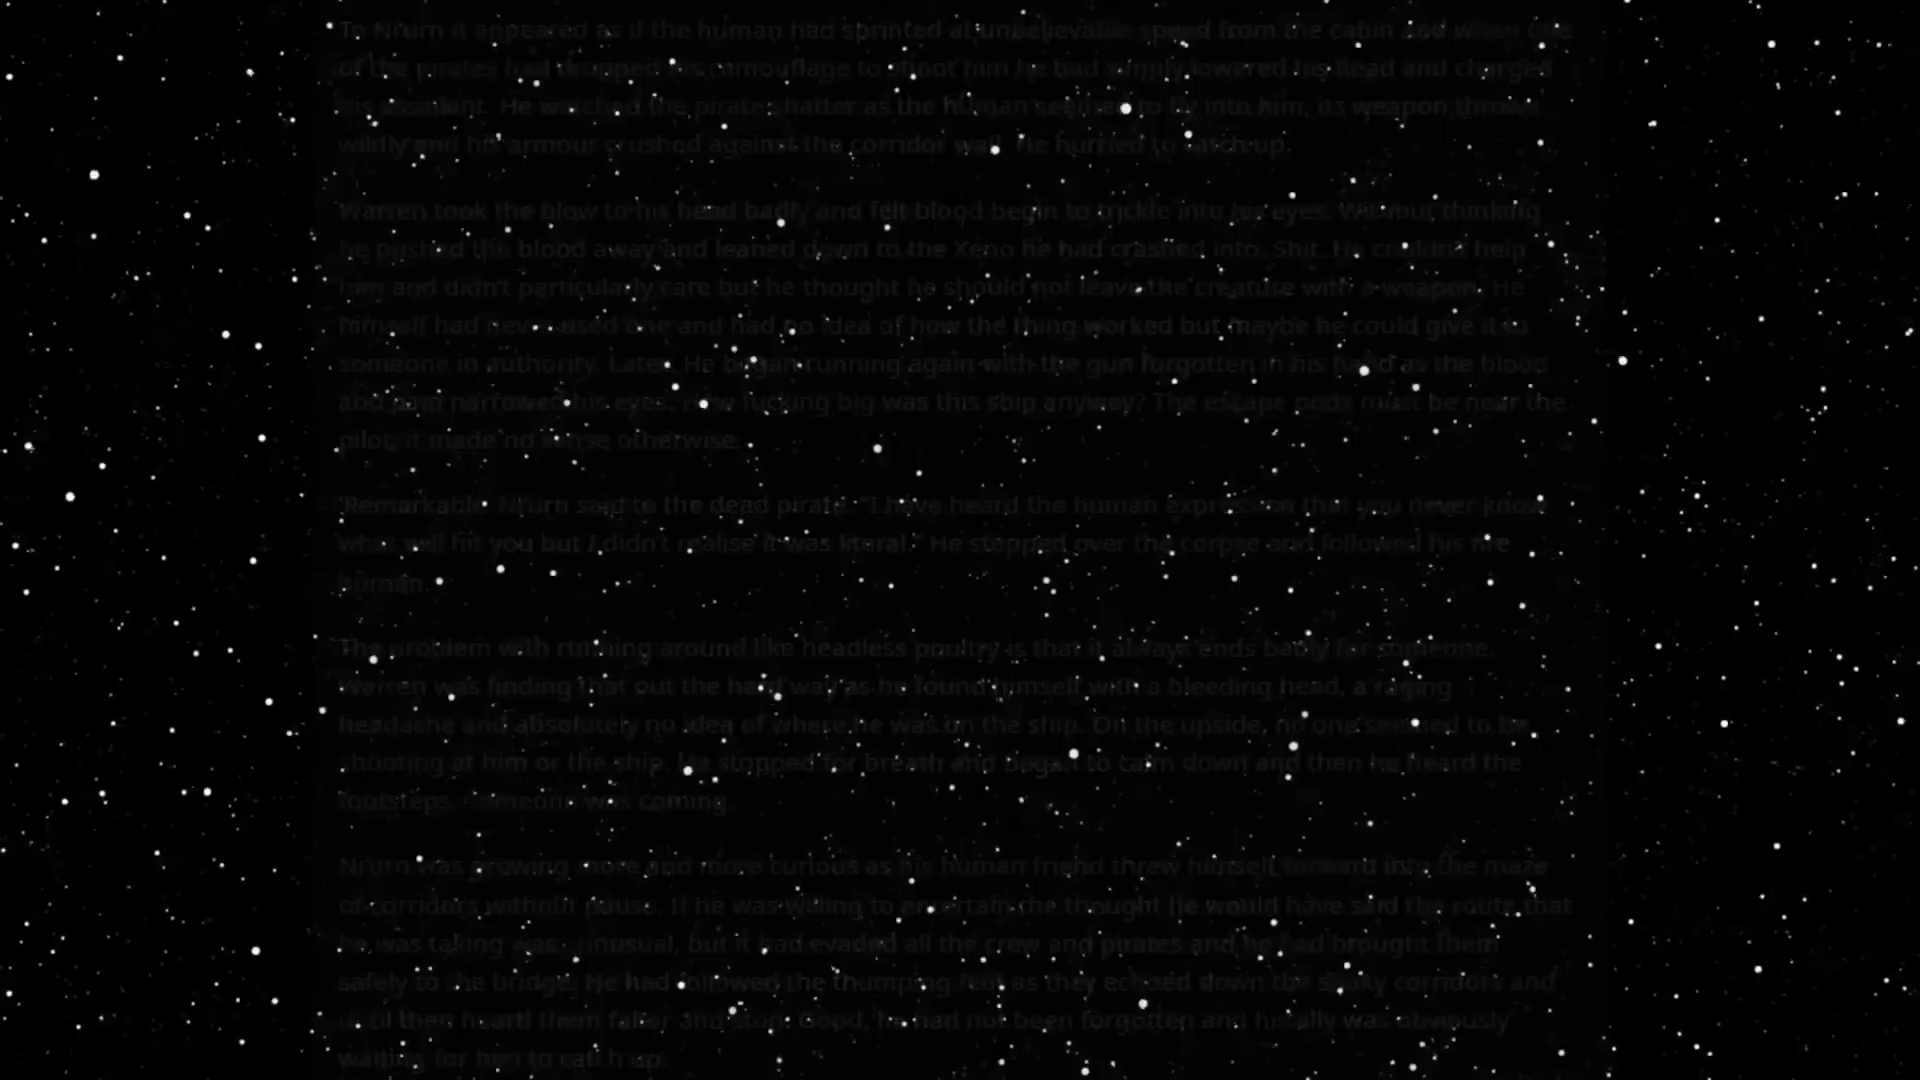 To Ni'urn it appeared as if the human had sprinted at unbelievable speed from the cabin and when one
of the pirates had dropped his camouflage to shoot him he had simply lowered his head and charged
his assailant. He watched the pirate shatter as the human seemed to fly into him, its weapon thrown
wildly and his armour crushed against the corridor wall. He hurried to catch up.
Warren took the blow to his head badly and felt blood begin to trickle into his eyes. Without thinking
he pushed the blood away and leaned down to the Xeno he had crashed into. Shit. He couldn't help
him and didn't particularly care but he thought he should not leave the creature with a weapon. He
himself had never used one and had no idea of how the thing worked but maybe he could give it to
someone in authority. Later. He began running again with the gun forgotten in his hand as the blood
and pain narrowed his eyes. How fucking big was this ship anyway? The escape pods must be near the
pilot, it made no sense otherwise.
"Remarkable." Ni'urn said to the dead pirate. "I have heard the human expression that you never know
what will hit you but I didn't realise it was literal." He stepped over the corpse and followed his
human.
The problem with running around like headless poultry is that it always ends badly for someone.
Warren was finding that out the hard way as he found himself with a bleeding head, a raging
headache and absolutely no idea of where he was on the ship. On the upside, no one seemed to be
shooting at him or the ship. He stopped for breath and began to calm down and then he heard the
footsteps. Someone was coming.
Ni'urn was growing more and more curious as his human friend threw himself forward into the maze
of corridors without pause. If he was willing to entertain the thought he would have said the route that
he was taking was unusual, but it had evaded all the crew and pirates and he had brought them
safely to the bridge. He had followed the thumping feet as they echoed down the smoky corridors and
until then heard them falter and stop. Good, he had not been forgotten and his ally was obviously
waiting for him to catch up.